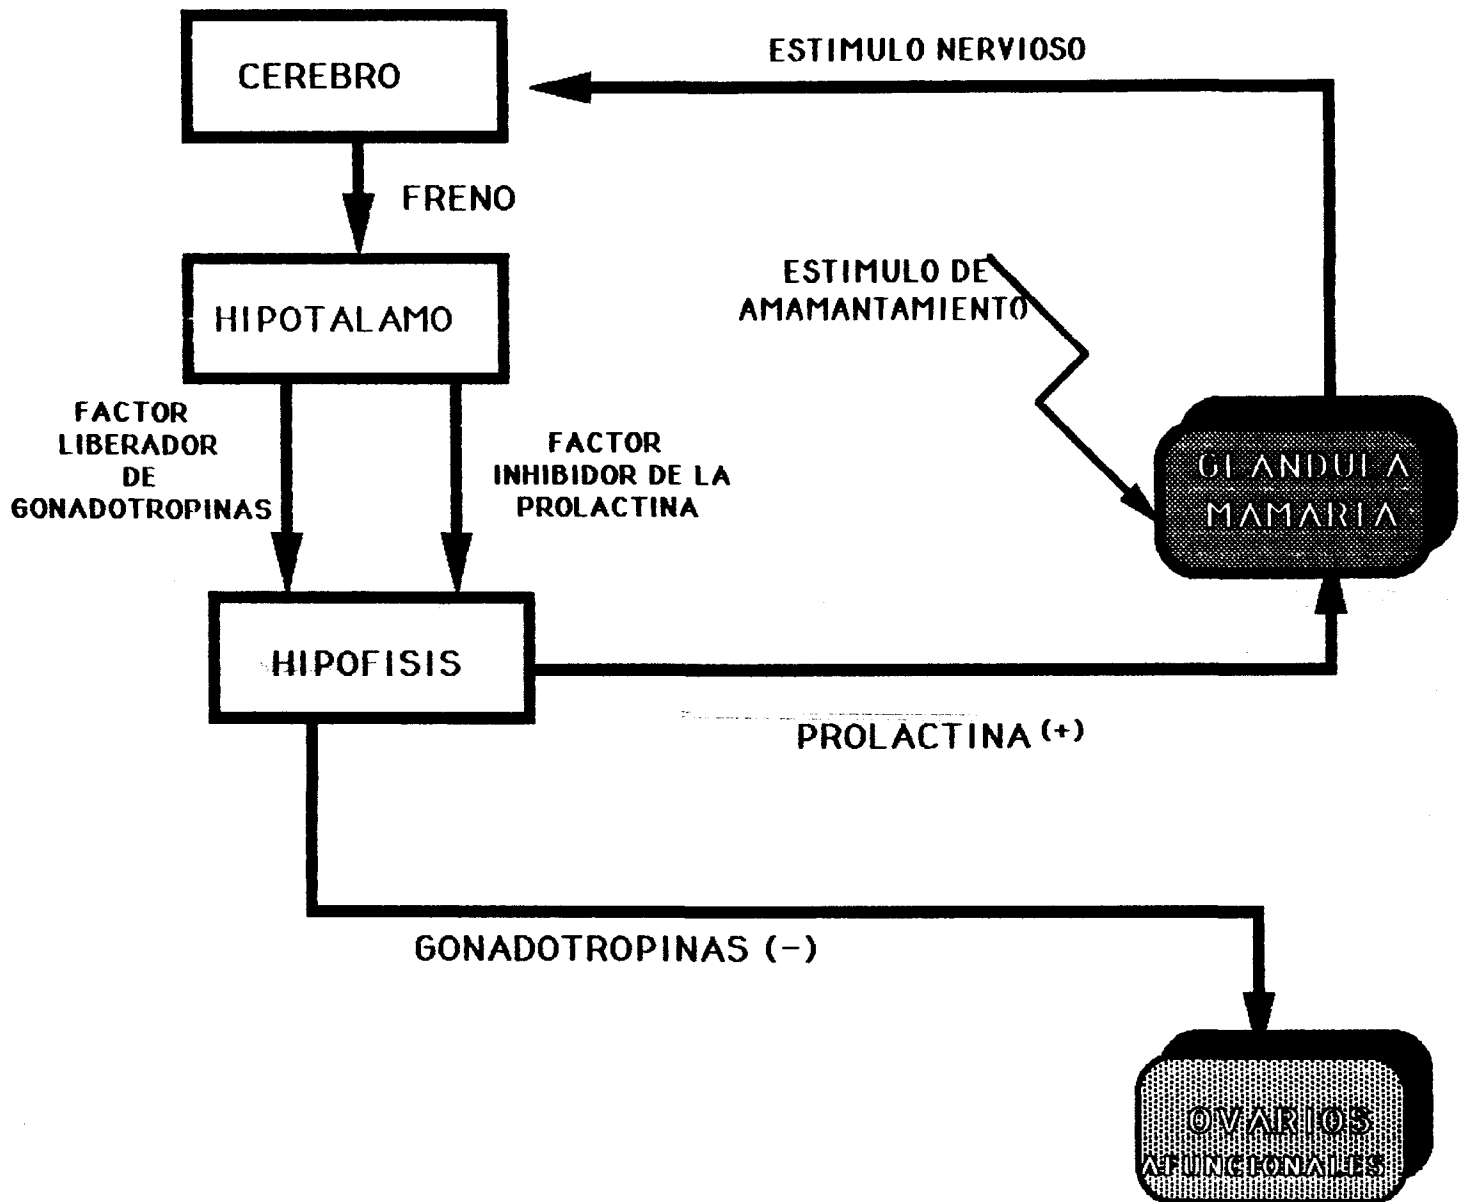 ESTIMULO NERVIOSO
CEREBRO
FRENO
ESTIMULO DE
AMAMANTAMIENTO
HIPOTALAMO
FACTOR
LIBERADOR
DE
GONADOTROPINAS
FACTOR
INHIBIDOR DE LA
PROLACTINA
GLANDULA
MAMARIA
HIPOFISIS
PROLACTINA (+)
GONADOTROPINAS (-)
OVARIOS
AFUNCIONALES